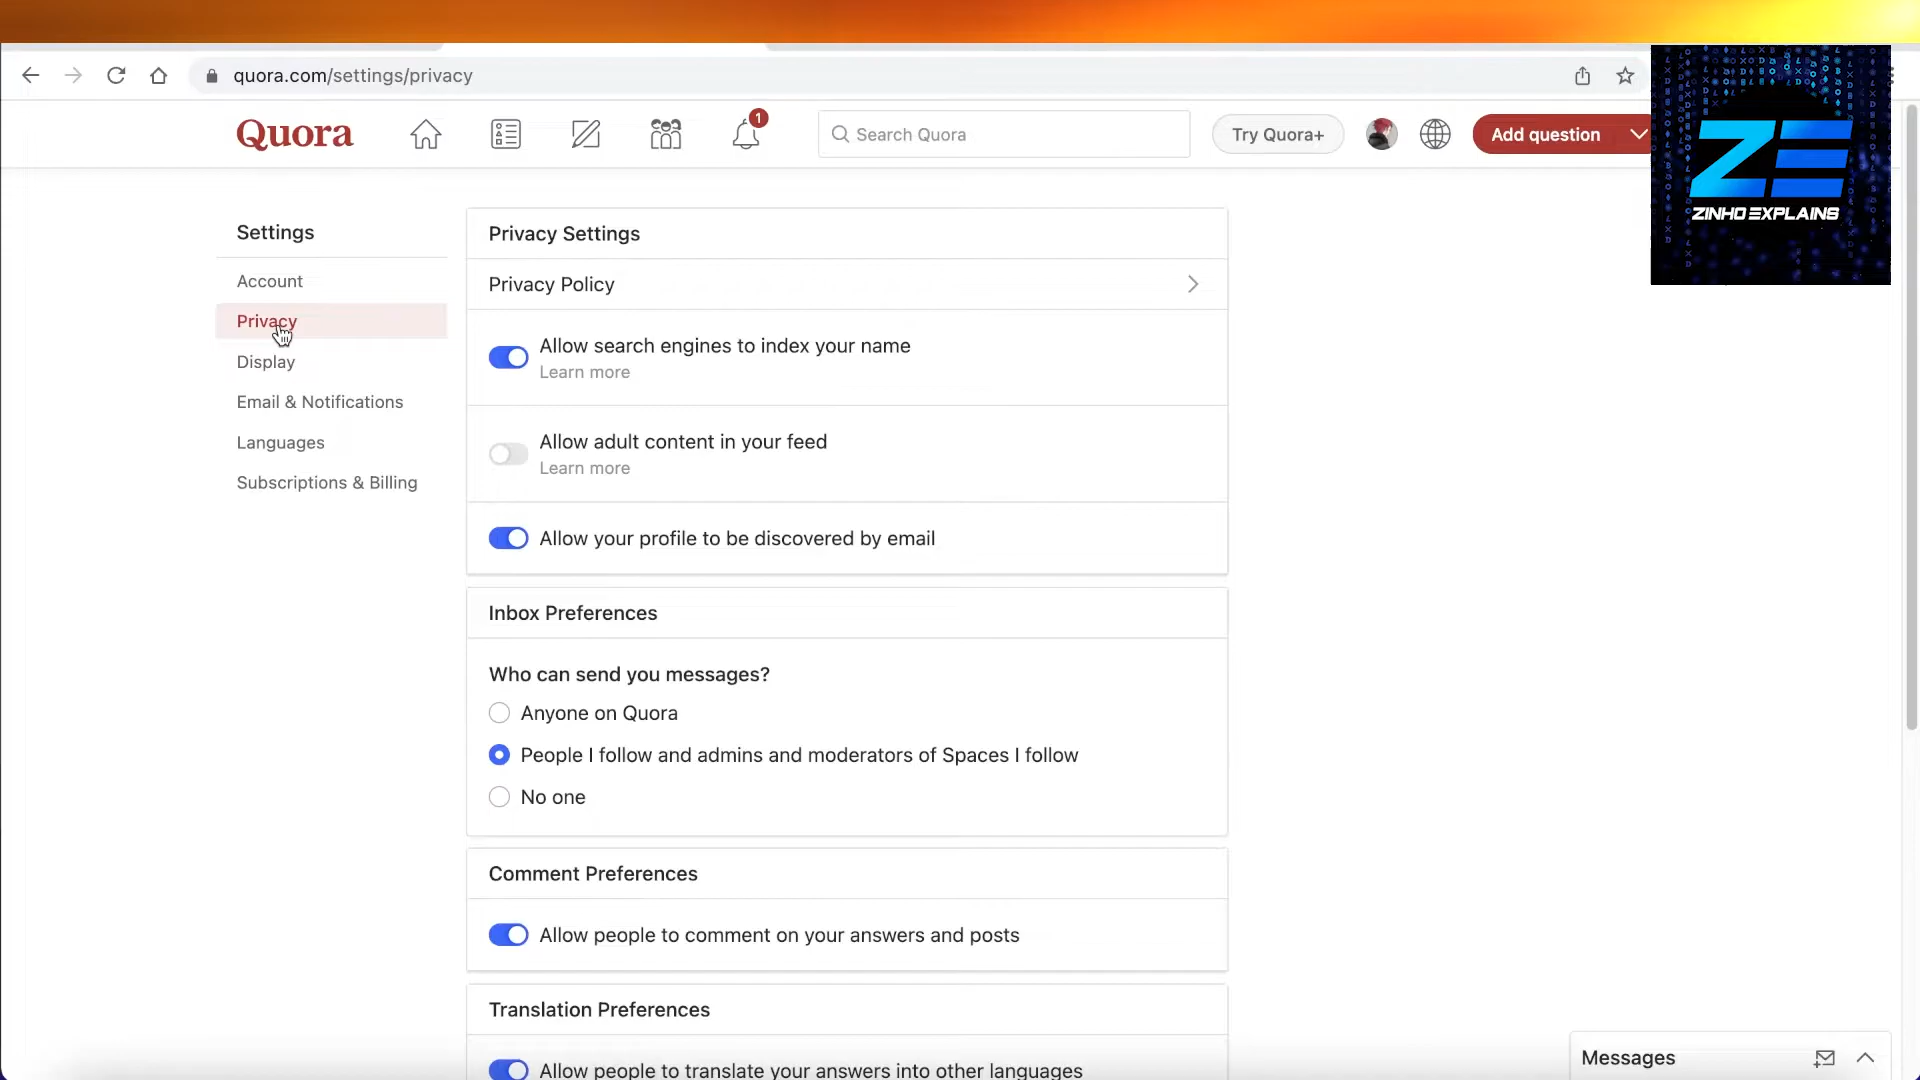 quora.com/settings/privacy
Quora
1
Search Quora
Try Quora+
Add question
ZE
ZINHO EXPLAINS
Settings
Account
Privacy
Display
Email & Notifications
Languages
Subscriptions & Billing
Privacy Settings
Privacy Policy
Allow search engines to index your name
Learn more
Allow adult content in your feed
Learn more
Allow your profile to be discovered by email
Inbox Preferences
Who can send you messages?
Anyone on Quora
People I follow and admins and moderators of Spaces I follow
No one
Comment Preferences
Allow people to comment on your answers and posts
Translation Preferences
Allow people to translate your answers into other languages
Messages